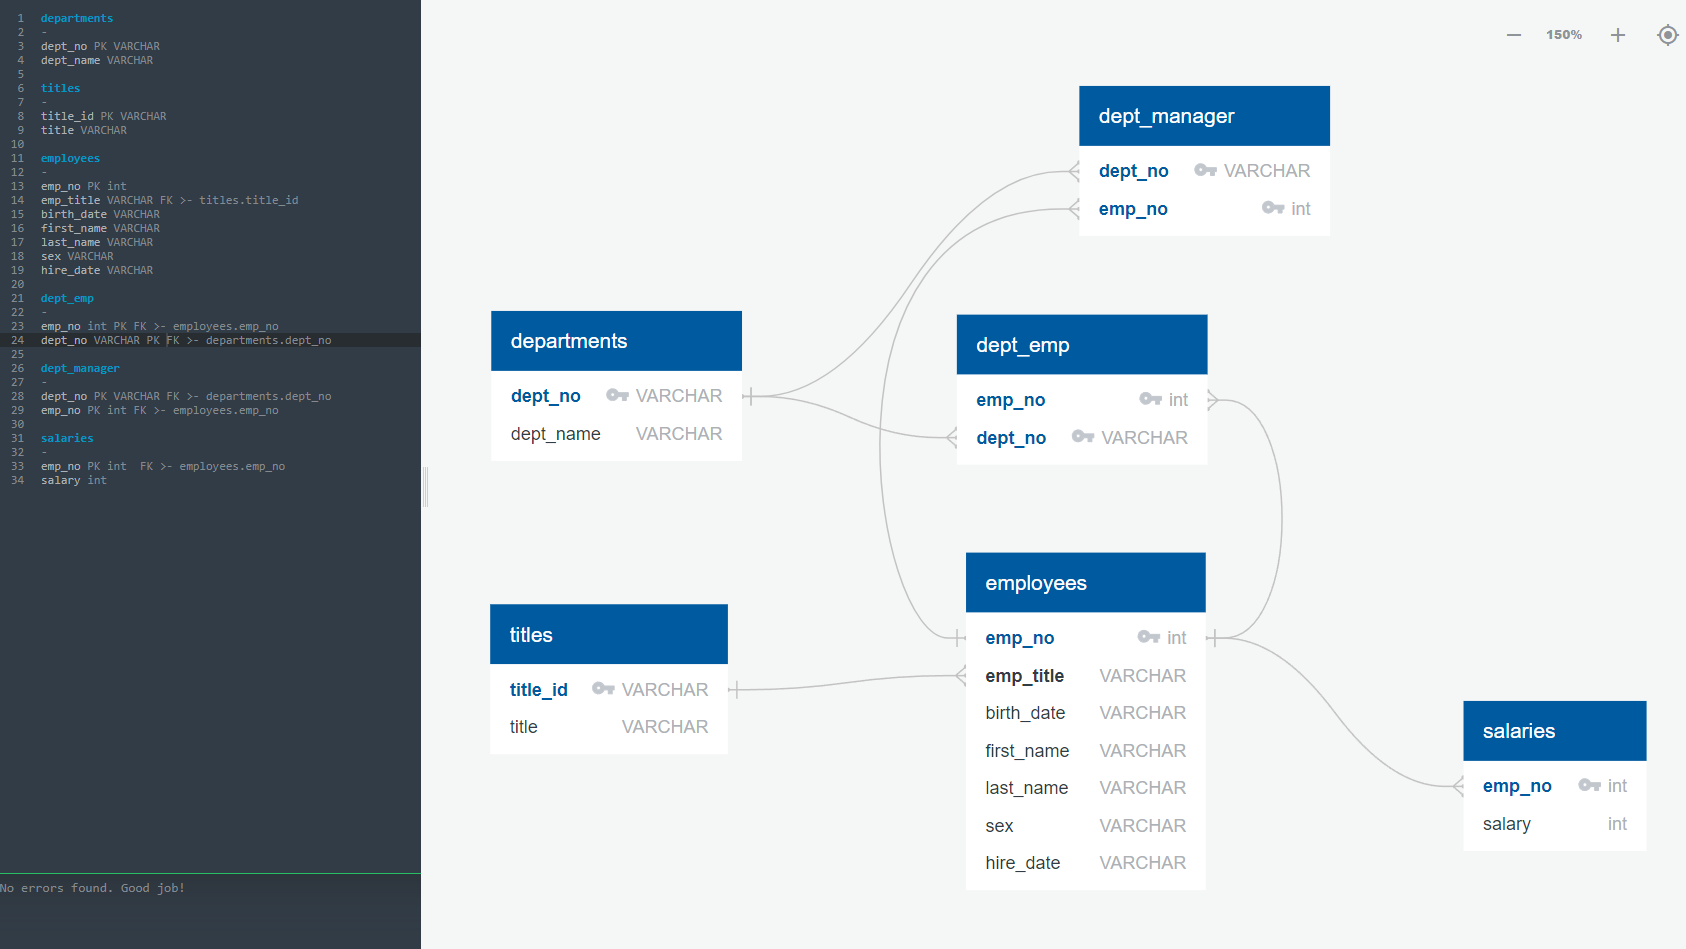 1 departments
2 -
3 dept_no PK VARCHAR
4 dept_name VARCHAR
5
6 titles
7 -
8 title_id PK VARCHAR
9 title VARCHAR
10
11 employees
12 -
13 emp_no PK int
14 emp_title VARCHAR FK >- titles.title_id
15 birth_date VARCHAR
16 first_name VARCHAR
17 last_name VARCHAR
18 sex VARCHAR
19 hire_date VARCHAR
20
21 dept_emp
22 -
23 emp_no int PK FK >- employees.emp_no
24 dept_no VARCHAR PK FK >- departments.dept_no
25
26 dept_manager
27 -
28 dept_no PK VARCHAR FK >- departments.dept_no
29 emp_no PK int FK >- employees.emp_no
30
31 salaries
32 -
33 emp_no PK int  FK >- employees.emp_no
34 salary int
No errors found. Good job!
150%
dept_manager
dept_no VARCHAR
emp_no int
departments
dept_no VARCHAR
dept_name VARCHAR
dept_emp
emp_no int
dept_no VARCHAR
titles
title_id VARCHAR
title VARCHAR
employees
emp_no int
emp_title VARCHAR
birth_date VARCHAR
first_name VARCHAR
last_name VARCHAR
sex VARCHAR
hire_date VARCHAR
salaries
emp_no int
salary int